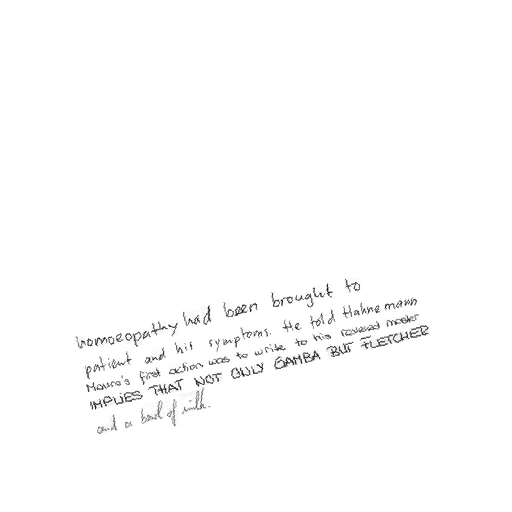 homoeopathy had been brought to
patient and his symptoms. He told Hahnemann
Mauro's first action was to write to his revered master
IMPLIES THAT NOT ONLY GAMBA BUT FLETCHER
and a bowl of milk.